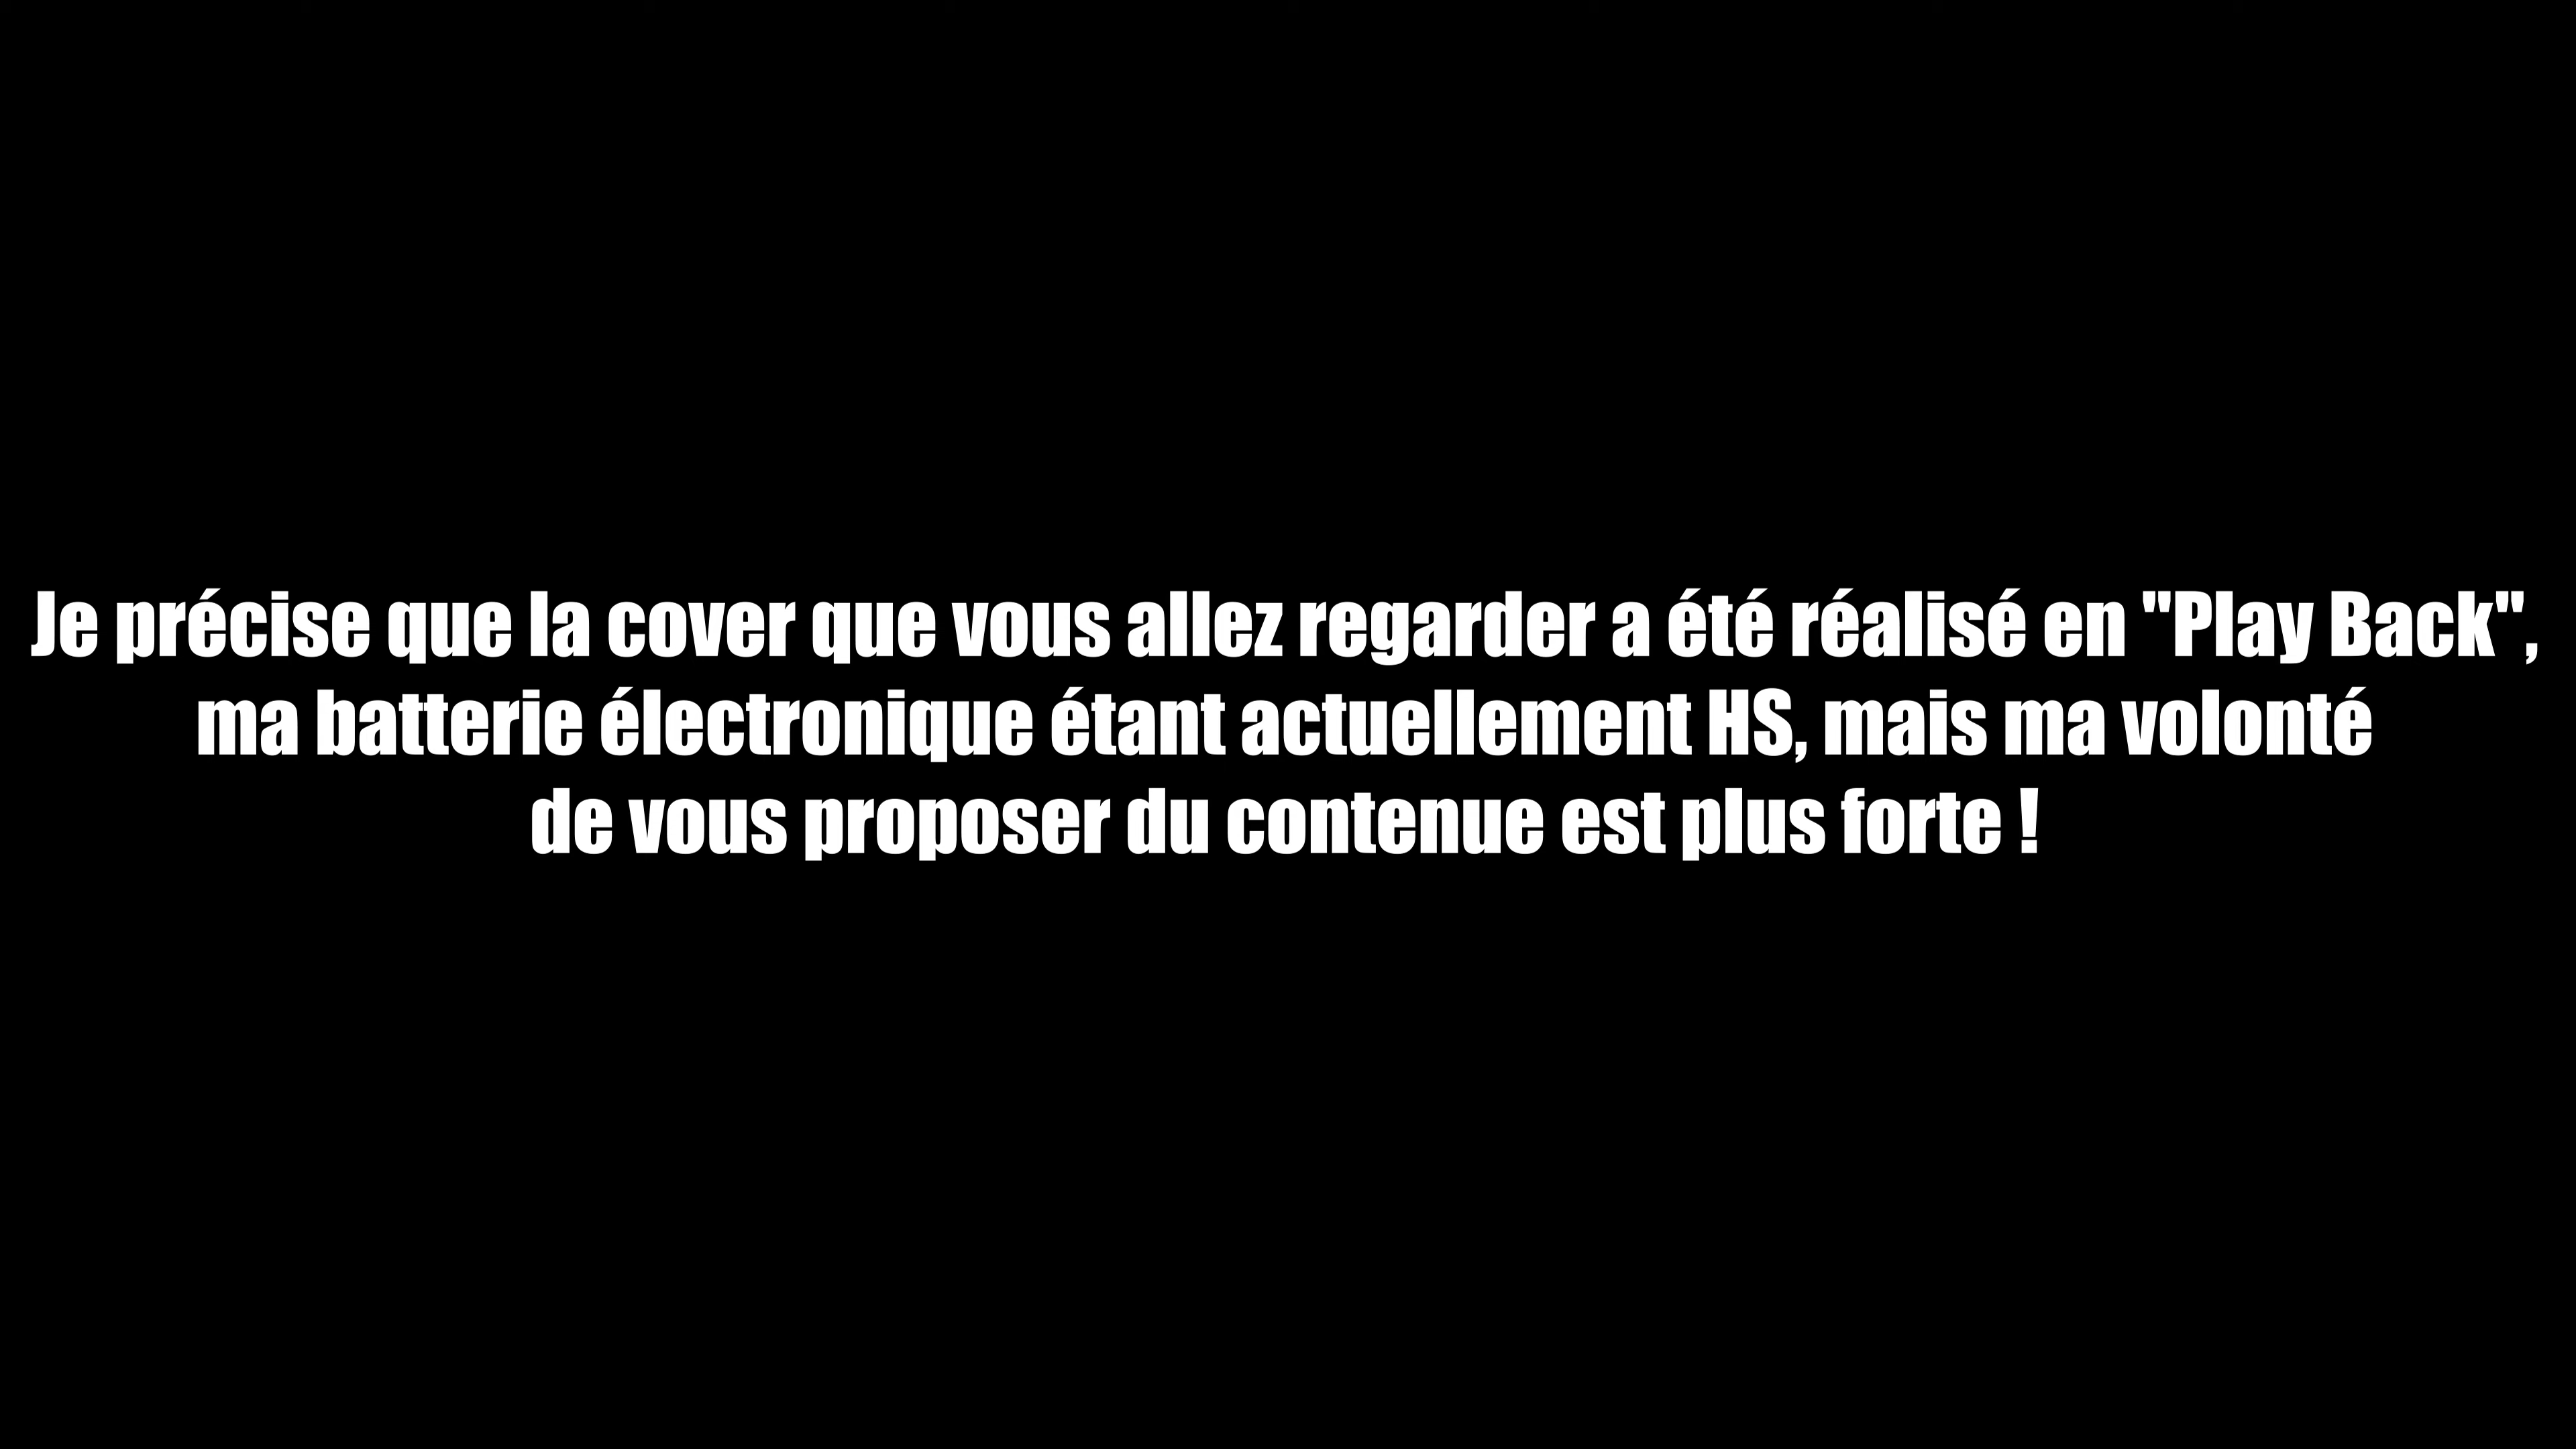 Je précise que la cover que vous allez regarder a été réalisé en "Play Back",
ma batterie électronique étant actuellement HS, mais ma volonté
de vous proposer du contenue est plus forte !